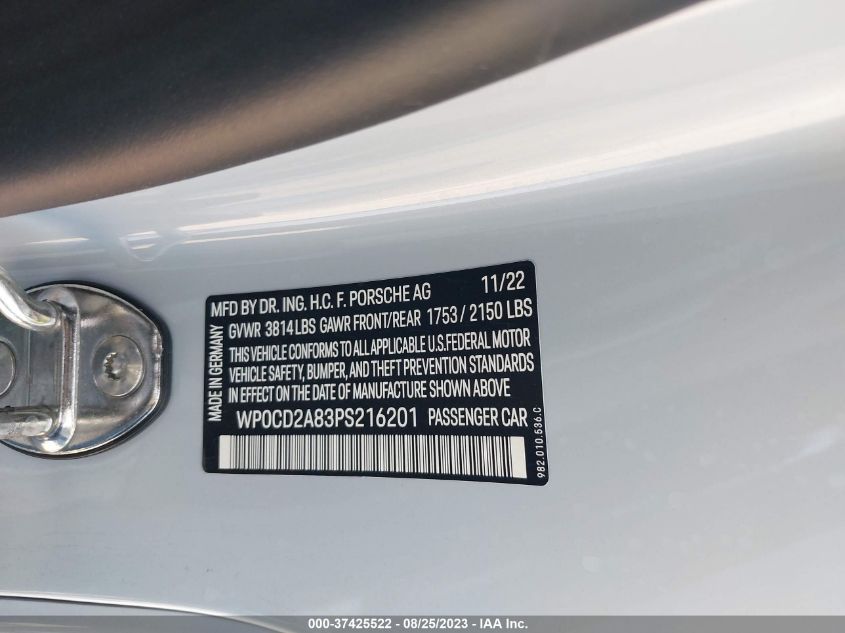 MFD BY DR. ING. H.C. F. PORSCHE AG 11/22
GVWR 3814 LBS GAWR FRONT/REAR 1753 / 2150 LBS
THIS VEHICLE CONFORMS TO ALL APPLICABLE U.S.FEDERAL MOTOR
VEHICLE SAFETY, BUMPER, AND THEFT PREVENTION STANDARDS
IN EFFECT ON THE DATE OF MANUFACTURE SHOWN ABOVE
WP0CD2A83PS216201 PASSENGER CAR
MADE IN GERMANY
982.010.536.C
000-37425522 - 08/25/2023 - IAA Inc.